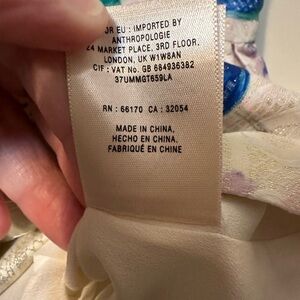 OR EU : IMPORTED BY
ANTHROPOLOGIE
24 MARKET PLACE, 3RD FLOOR,
LONDON, UK W1W8AN
CIF : VAT No. GB 684936382
37UMMGT659LA
RN : 66170 CA : 32054
MADE IN CHINA,
HECHO EN CHINA,
FABRIQUÉ EN CHINE